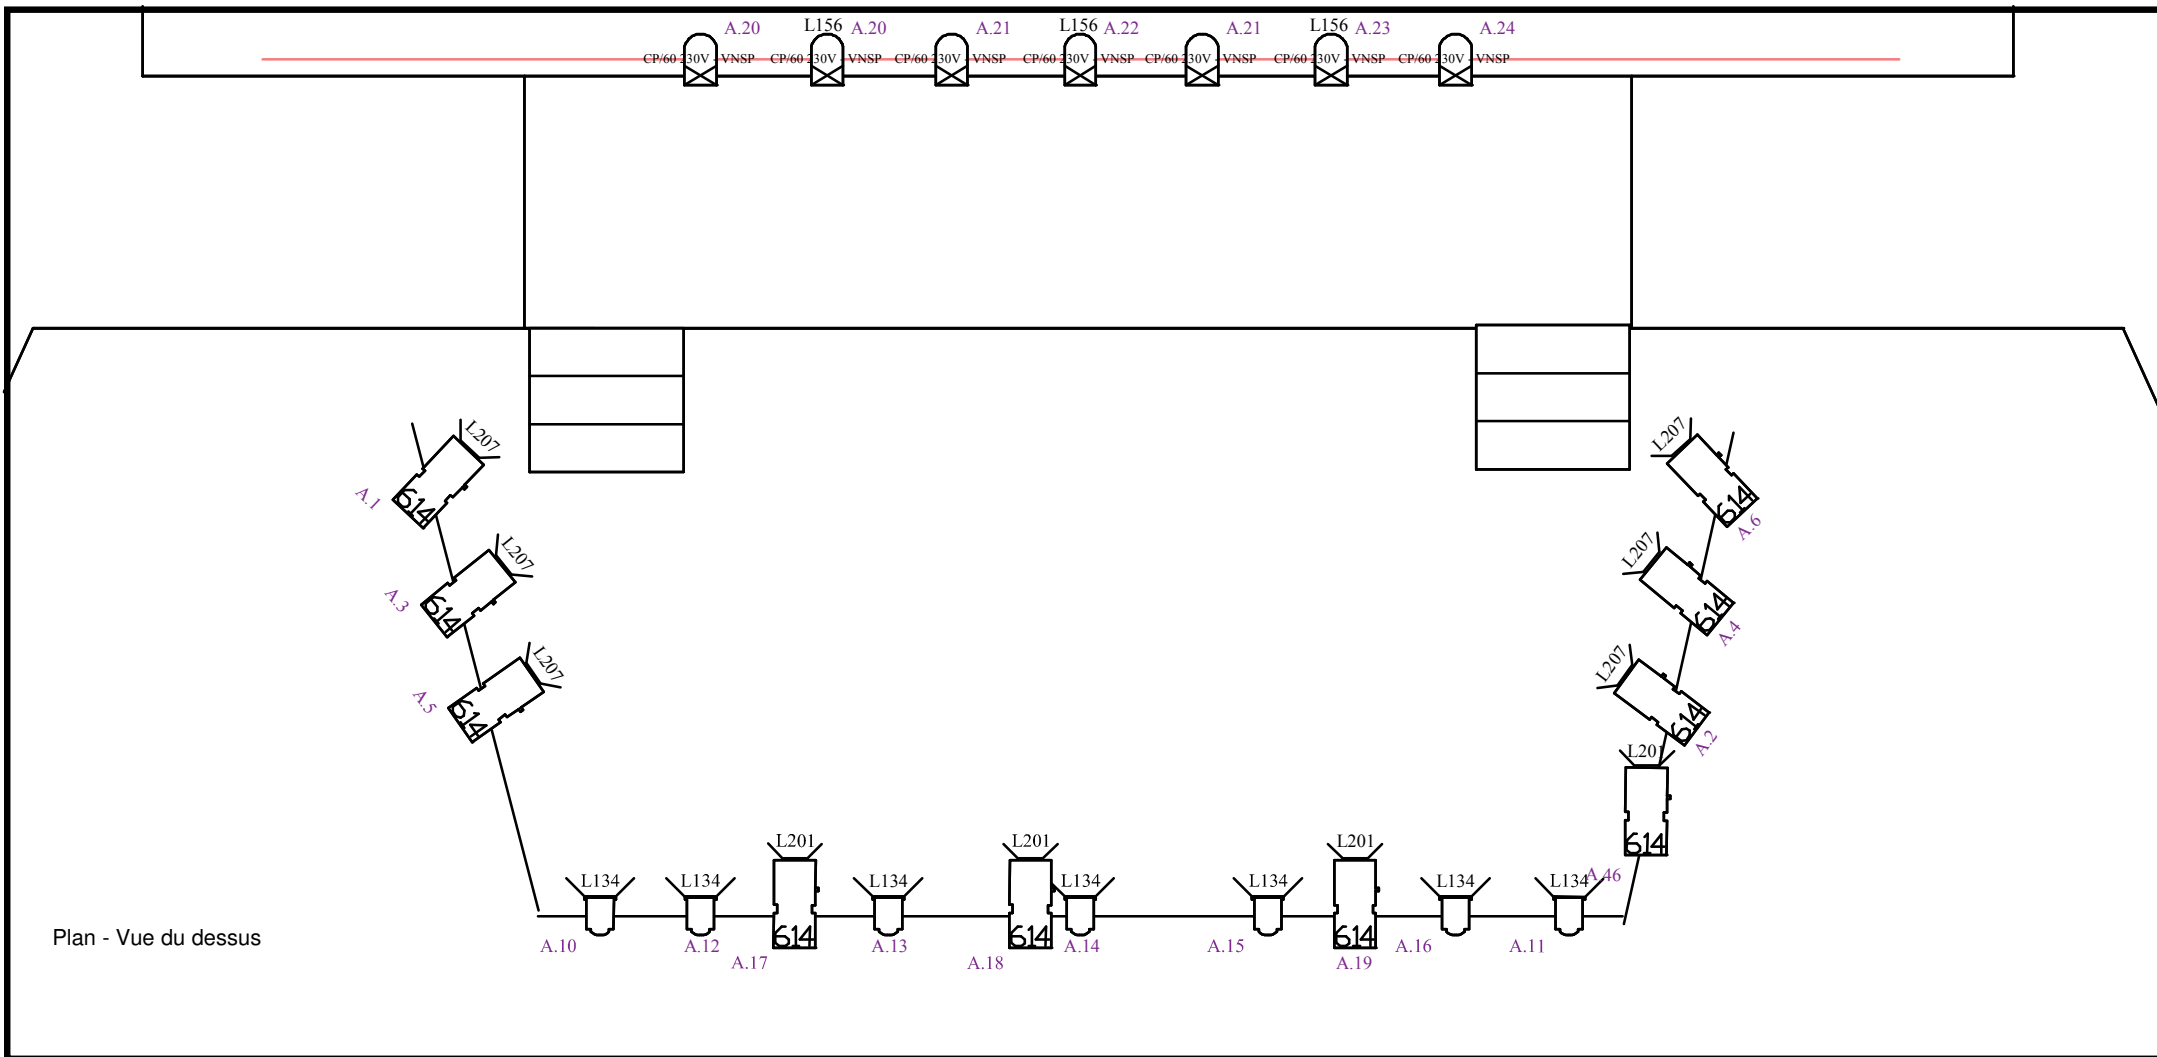 A.20 L156 A.20 A.21 L156 A.22 A.21 L156 A.23 A.24
CP/60 230V - VNSP CP/60 230V - VNSP CP/60 230V - VNSP CP/60 230V - VNSP CP/60 230V - VNSP CP/60 230V - VNSP CP/60 230V - VNSP
L207 L207
A.1 614 614 A.6
L207 L207
A.3 614 614 A.4
L207 L207
A.5 614 614 A.2
L201
614
L201 L201 L201
L134 L134 L134 L134 L134 L134 L134 A.46
614 614 614
Plan - Vue du dessus
A.10 A.12 A.13 A.14 A.15 A.16 A.11
A.17 A.18 A.19